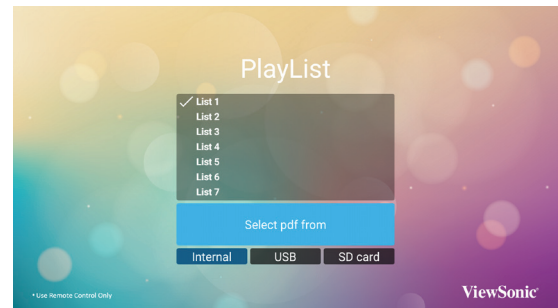 PlayList
List 1
List 2
List 3
List 4
List 5
List 6
List 7
Select pdf from
Internal USB SD card
* Use Remote Control Only
ViewSonic®